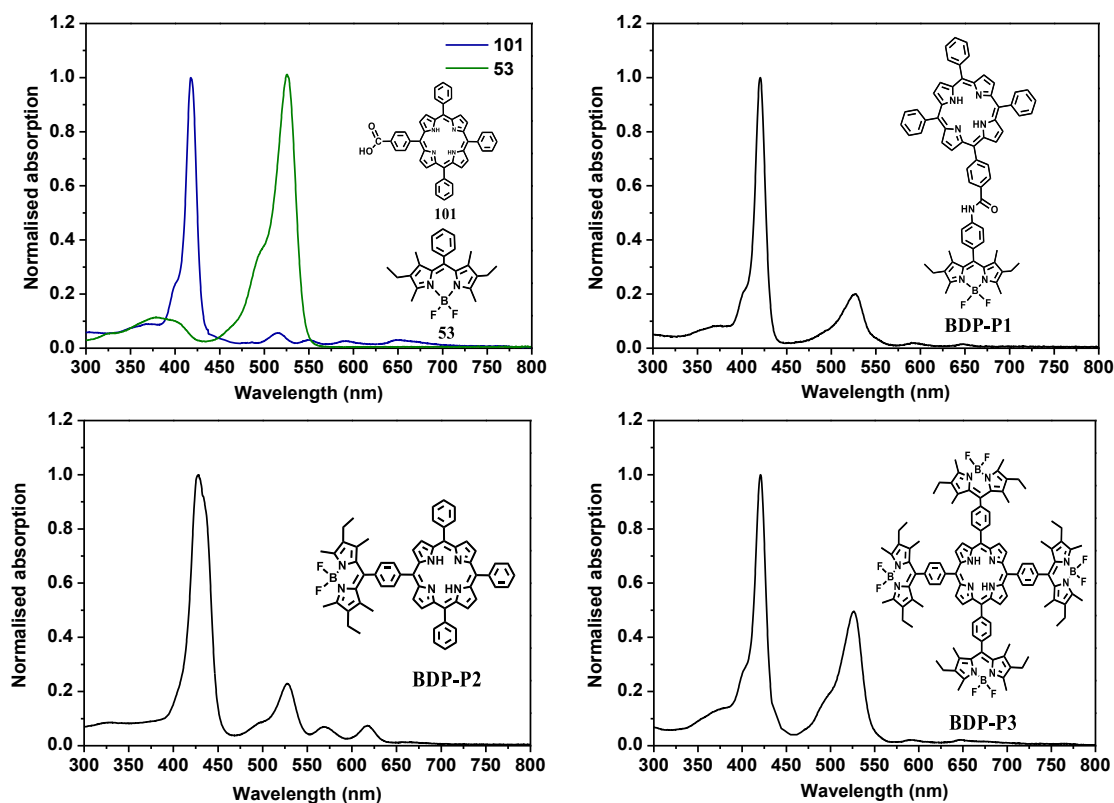 1.2
1.0
0.8
0.6
0.4
0.2
0.0
300 350 400 450 500 550 600 650 700 750 800
Normalised absorption
Wavelength (nm)
101
53
O
C
HO
NH
N
N
HN
101
N
N
B
F
F
53
1.2
1.0
0.8
0.6
0.4
0.2
0.0
300 350 400 450 500 550 600 650 700 750 800
Normalised absorption
Wavelength (nm)
NH
N
HN
N
NH
O
N
N
B
F
F
BDP-P1
1.2
1.0
0.8
0.6
0.4
0.2
0.0
300 350 400 450 500 550 600 650 700 750 800
Normalised absorption
Wavelength (nm)
F
F
B
N
N
NH
N
N
HN
BDP-P2
1.2
1.0
0.8
0.6
0.4
0.2
0.0
300 350 400 450 500 550 600 650 700 750 800
Normalised absorption
Wavelength (nm)
F
F
B
N
N
F
F
B
N
N
NH
N
N
HN
N
N
B
F
F
N
N
B
F
F
BDP-P3